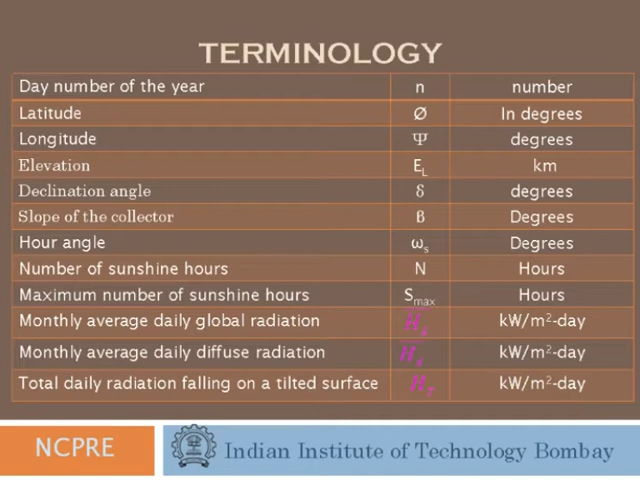 TERMINOLOGY
Day number of the year n number
Latitude Ø In degrees
Longitude Ψ degrees
Elevation E_L km
Declination angle δ degrees
Slope of the collector β Degrees
Hour angle ω_s Degrees
Number of sunshine hours N Hours
Maximum number of sunshine hours S_max Hours
Monthly average daily global radiation kW/m²-day
Monthly average daily diffuse radiation kW/m²-day
Total daily radiation falling on a tilted surface kW/m²-day
NCPRE Indian Institute of Technology Bombay